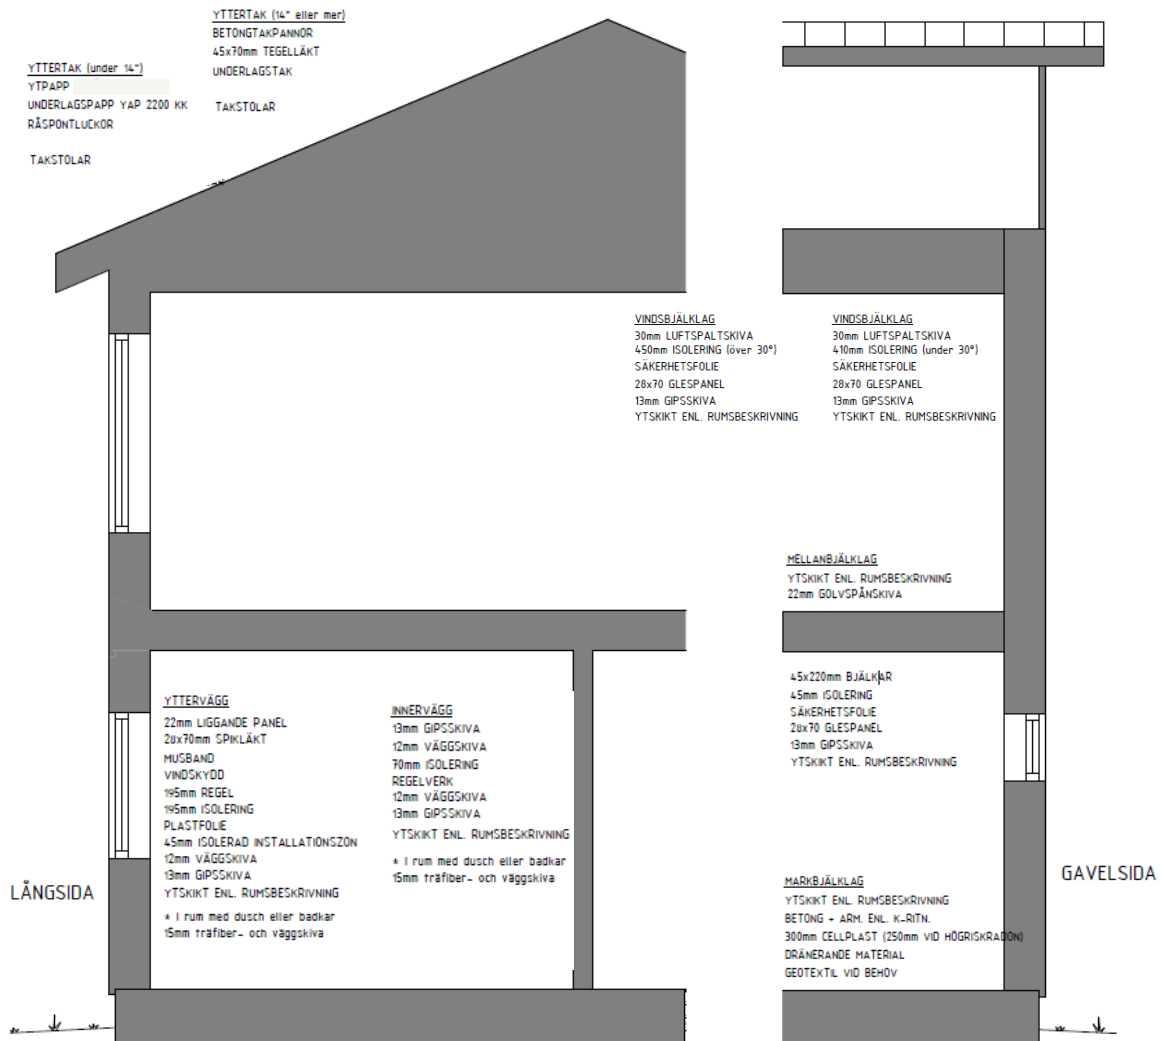 YTTERTAK (14° eller mer)
BETONGTAKPANNOR
45x70mm TEGELLÄKT
UNDERLAGSTAK
TAKSTOLAR
YTTERTAK (under 14°)
YTPAPP
UNDERLAGSPAPP YAP 2200 KK
RÅSPONTLUCKOR
TAKSTOLAR
VINDSBJÄLKLAG
30mm LUFTSPALTSKIVA
450mm ISOLERING (över 30°)
SÄKERHETSFOLIE
28x70 GLESPANEL
13mm GIPSSKIVA
YTSKIKT ENL. RUMSBESKRIVNING
VINDSBJÄLKLAG
30mm LUFTSPALTSKIVA
410mm ISOLERING (under 30°)
SÄKERHETSFOLIE
28x70 GLESPANEL
13mm GIPSSKIVA
YTSKIKT ENL. RUMSBESKRIVNING
MELLANBJÄLKLAG
YTSKIKT ENL. RUMSBESKRIVNING
22mm GOLVSPÅNSKIVA
45x220mm BJÄLKAR
45mm ISOLERING
SÄKERHETSFOLIE
28x70 GLESPANEL
13mm GIPSSKIVA
YTSKIKT ENL. RUMSBESKRIVNING
YTTERVÄGG
22mm LIGGANDE PANEL
28x70mm SPIKLÄKT
MUSBAND
VINDSKYDD
195mm REGEL
195mm ISOLERING
PLASTFOLIE
45mm ISOLERAD INSTALLATIONSZON
12mm VÄGGSKIVA
13mm GIPSSKIVA
YTSKIKT ENL. RUMSBESKRIVNING
* I rum med dusch eller badkar
15mm träfiber- och väggskiva
INNERVÄGG
13mm GIPSSKIVA
12mm VÄGGSKIVA
70mm ISOLERING
REGELVERK
12mm VÄGGSKIVA
13mm GIPSSKIVA
YTSKIKT ENL. RUMSBESKRIVNING
* I rum med dusch eller badkar
15mm träfiber- och väggskiva
LÅNGSIDA
GAVELSIDA
MARKBJÄLKLAG
YTSKIKT ENL. RUMSBESKRIVNING
BETONG + ARM. ENL. K-RITN.
300mm CELLPLAST (250mm VID HÖGRISKRADON)
DRÄNERANDE MATERIAL
GEOTEXTIL VID BEHOV